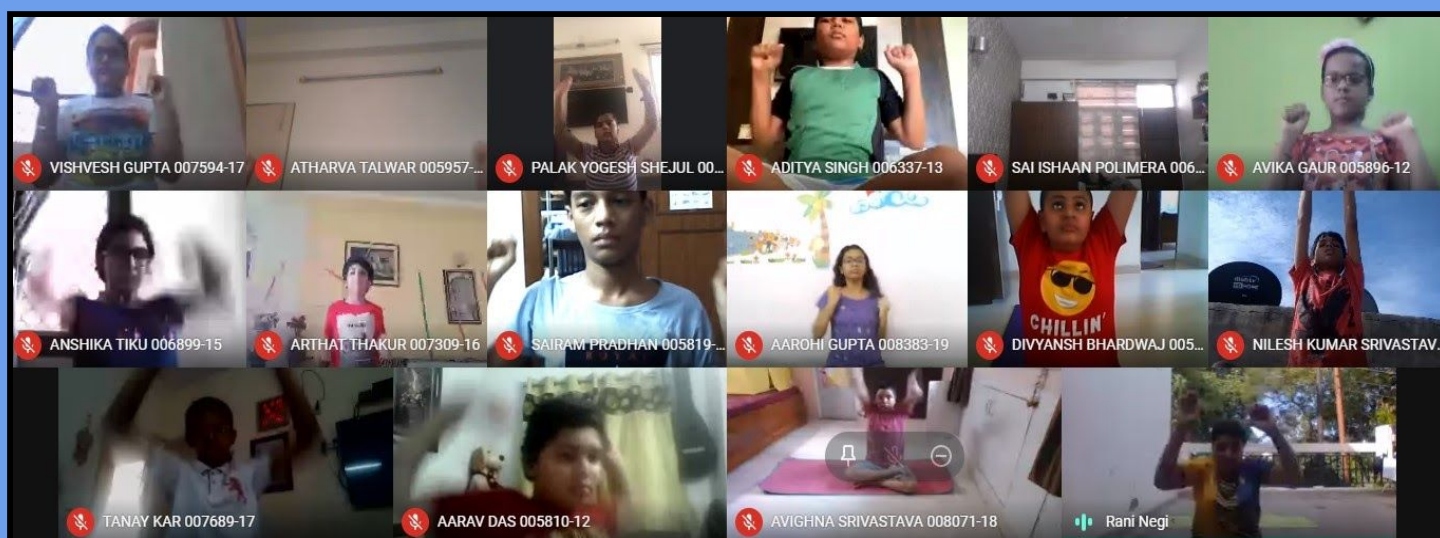 VISHVESH GUPTA 007594-17
ATHARVA TALWAR 005957-...
PALAK YOGESH SHEJUL 00...
ADITYA SINGH 006337-13
SAI ISHAAN POLIMERA 006...
AVIKA GAUR 005896-12
ANSHIKA TIKU 006899-15
ARTHAT THAKUR 007309-16
SAIRAM PRADHAN 005819-...
AAROHI GUPTA 008383-19
CHILLIN'
DIVYANSH BHARDWAJ 005...
NILESH KUMAR SRIVASTAV...
TANAY KAR 007689-17
AARAV DAS 005810-12
AVIGHNA SRIVASTAVA 008071-18
Rani Negi